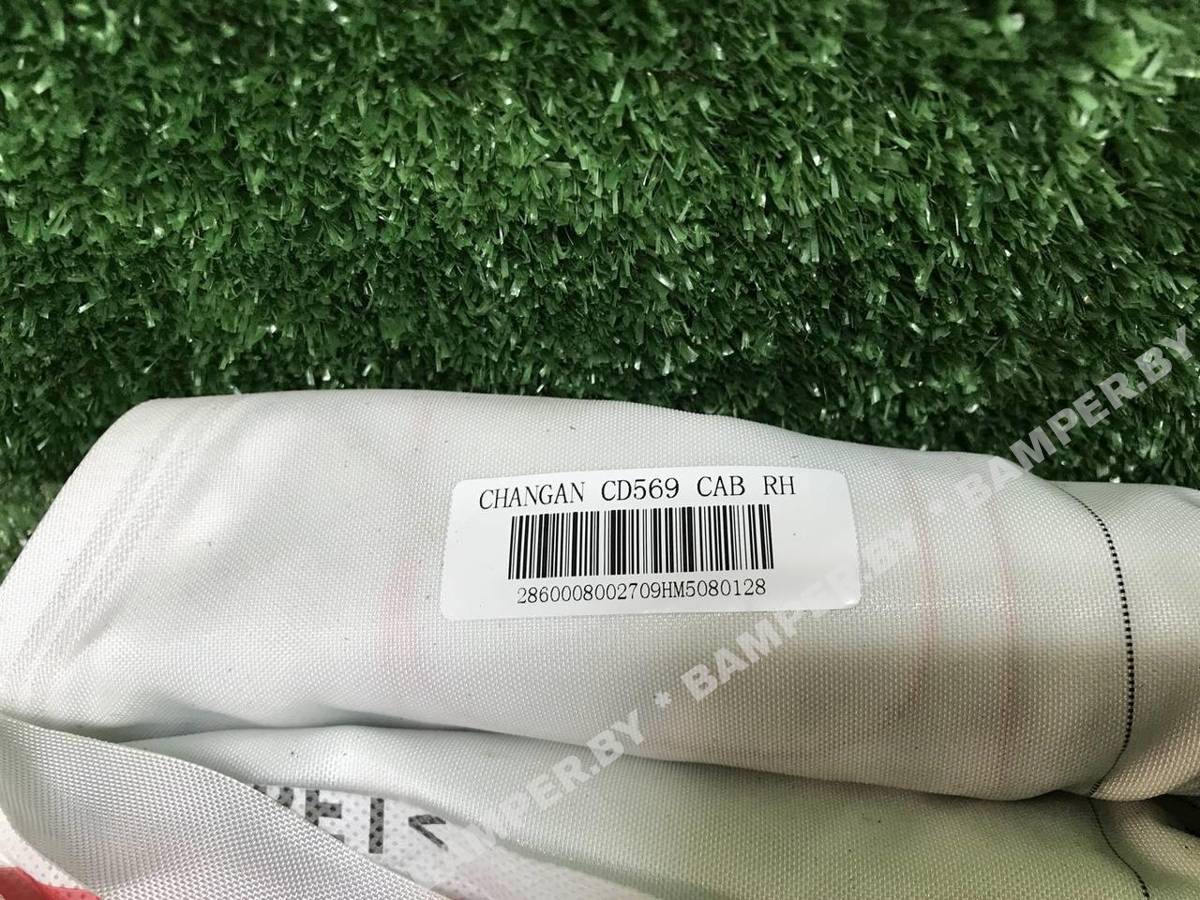 CHANGAN CD569 CAB RH
2860008002709HM5080128
BAMPER.BY * BAMPER.BY * BAMPER.BY